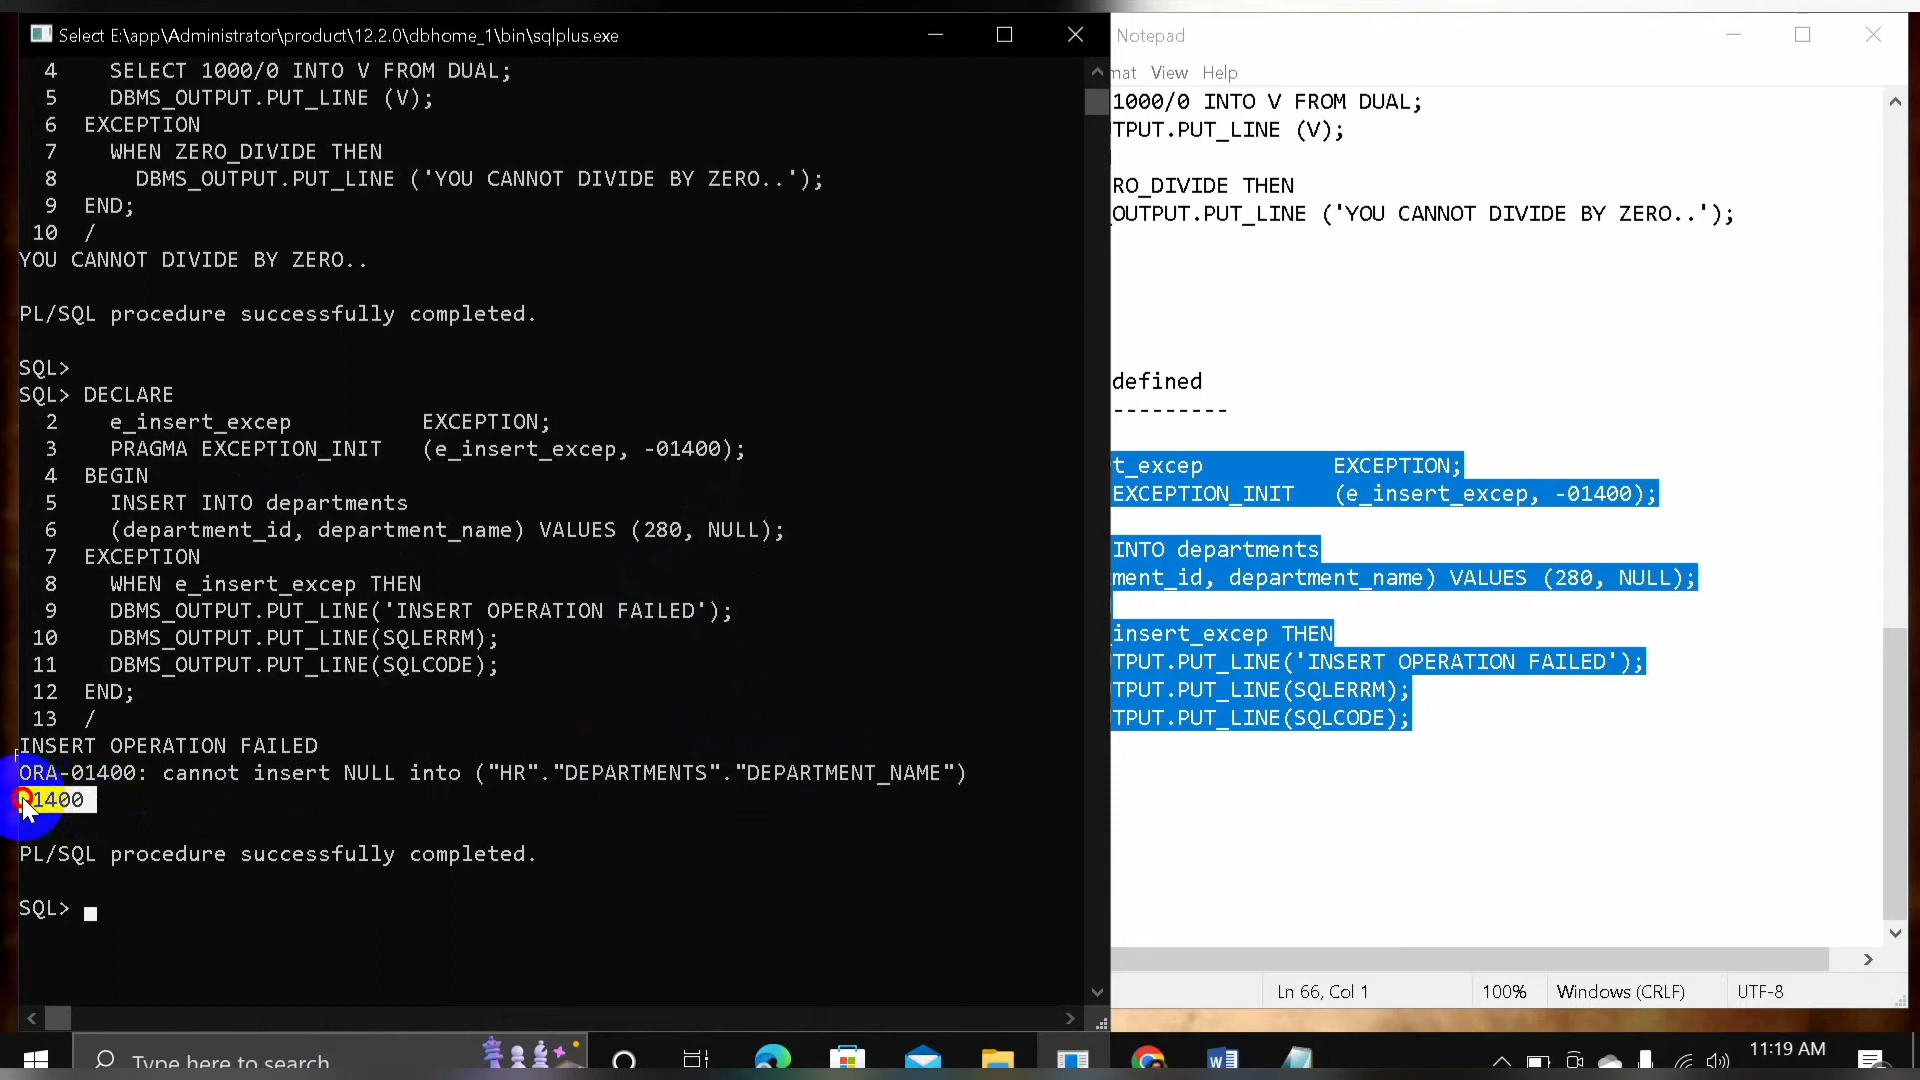 Select E:\app\Administrator\product\12.2.0\dbhome_1\bin\sqlplus.exe
4 SELECT 1000/0 INTO V FROM DUAL;
5 DBMS_OUTPUT.PUT_LINE (V);
6 EXCEPTION
7 WHEN ZERO_DIVIDE THEN
8 DBMS_OUTPUT.PUT_LINE ('YOU CANNOT DIVIDE BY ZERO..');
9 END;
10 /
YOU CANNOT DIVIDE BY ZERO..
PL/SQL procedure successfully completed.
SQL>
SQL> DECLARE
2 e_insert_excep EXCEPTION;
3 PRAGMA EXCEPTION_INIT (e_insert_excep, -01400);
4 BEGIN
5 INSERT INTO departments
6 (department_id, department_name) VALUES (280, NULL);
7 EXCEPTION
8 WHEN e_insert_excep THEN
9 DBMS_OUTPUT.PUT_LINE('INSERT OPERATION FAILED');
10 DBMS_OUTPUT.PUT_LINE(SQLERRM);
11 DBMS_OUTPUT.PUT_LINE(SQLCODE);
12 END;
13 /
INSERT OPERATION FAILED
ORA-01400: cannot insert NULL into ("HR"."DEPARTMENTS"."DEPARTMENT_NAME")
1400
PL/SQL procedure successfully completed.
SQL>
Notepad
mat View Help
1000/0 INTO V FROM DUAL;
TPUT.PUT_LINE (V);
RO_DIVIDE THEN
OUTPUT.PUT_LINE ('YOU CANNOT DIVIDE BY ZERO..');
defined
---------
t_excep EXCEPTION;
EXCEPTION_INIT (e_insert_excep, -01400);
INTO departments
ment_id, department_name) VALUES (280, NULL);
insert_excep THEN
TPUT.PUT_LINE('INSERT OPERATION FAILED');
TPUT.PUT_LINE(SQLERRM);
TPUT.PUT_LINE(SQLCODE);
Ln 66, Col 1 100% Windows (CRLF) UTF-8
Type here to search
11:19 AM